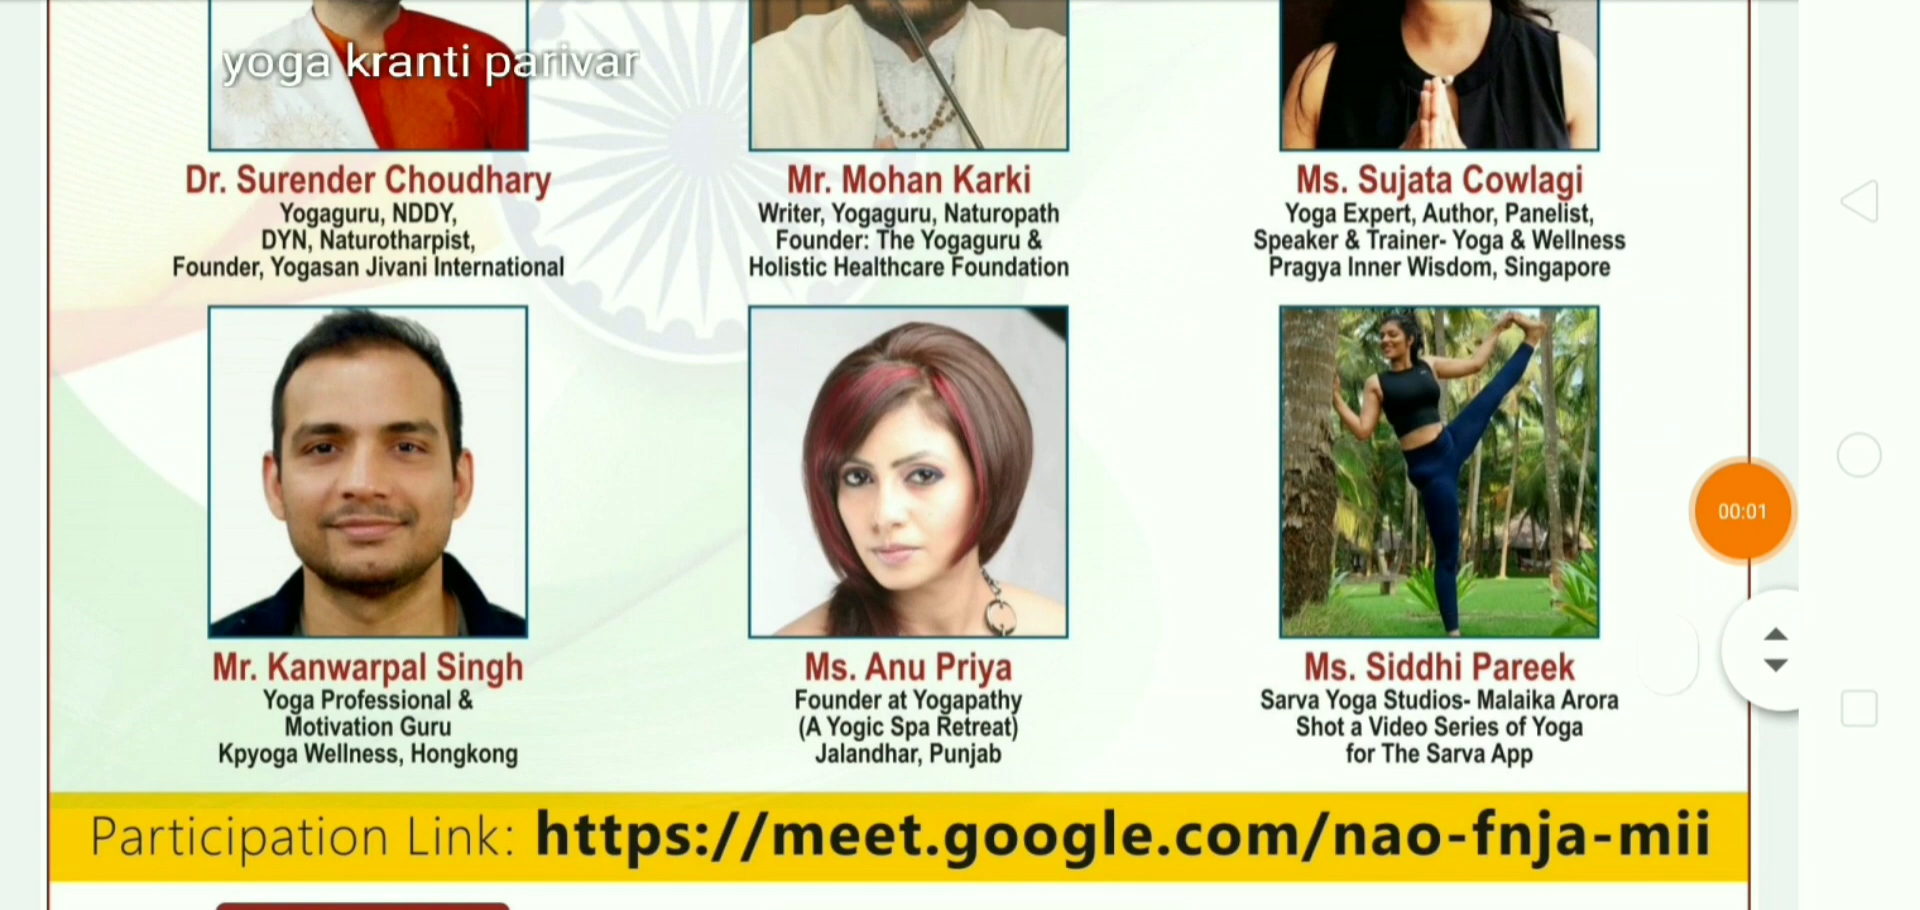 yoga kranti parivar
Dr. Surender Choudhary
Yogaguru, NDDY,
DYN, Naturotharpist,
Founder, Yogasan Jivani International
Mr. Mohan Karki
Writer, Yogaguru, Naturopath
Founder: The Yogaguru &
Holistic Healthcare Foundation
Ms. Sujata Cowlagi
Yoga Expert, Author, Panelist,
Speaker & Trainer- Yoga & Wellness
Pragya Inner Wisdom, Singapore
Mr. Kanwarpal Singh
Yoga Professional &
Motivation Guru
Kpyoga Wellness, Hongkong
Ms. Anu Priya
Founder at Yogapathy
(A Yogic Spa Retreat)
Jalandhar, Punjab
Ms. Siddhi Pareek
Sarva Yoga Studios- Malaika Arora
Shot a Video Series of Yoga
for The Sarva App
00:01
Participation Link: https://meet.google.com/nao-fnja-mii